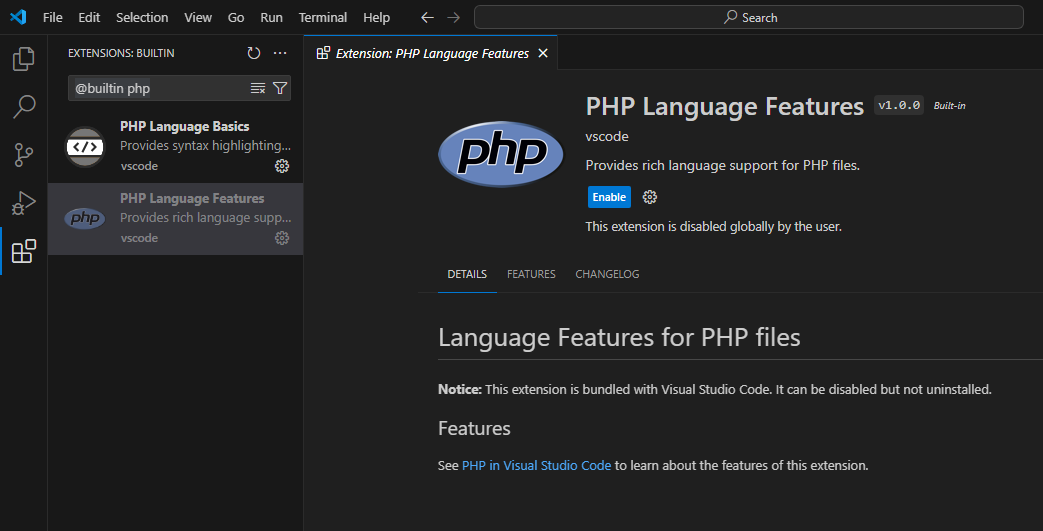 File Edit Selection View Go Run Terminal Help
Search
EXTENSIONS: BUILTIN
@builtin php
PHP Language Basics
Provides syntax highlighting...
vscode
PHP Language Features
php
Provides rich language supp...
vscode
Extension: PHP Language Features
php
PHP Language Features v1.0.0 Built-in
vscode
Provides rich language support for PHP files.
Enable
This extension is disabled globally by the user.
DETAILS FEATURES CHANGELOG
Language Features for PHP files
Notice: This extension is bundled with Visual Studio Code. It can be disabled but not uninstalled.
Features
See PHP in Visual Studio Code to learn about the features of this extension.